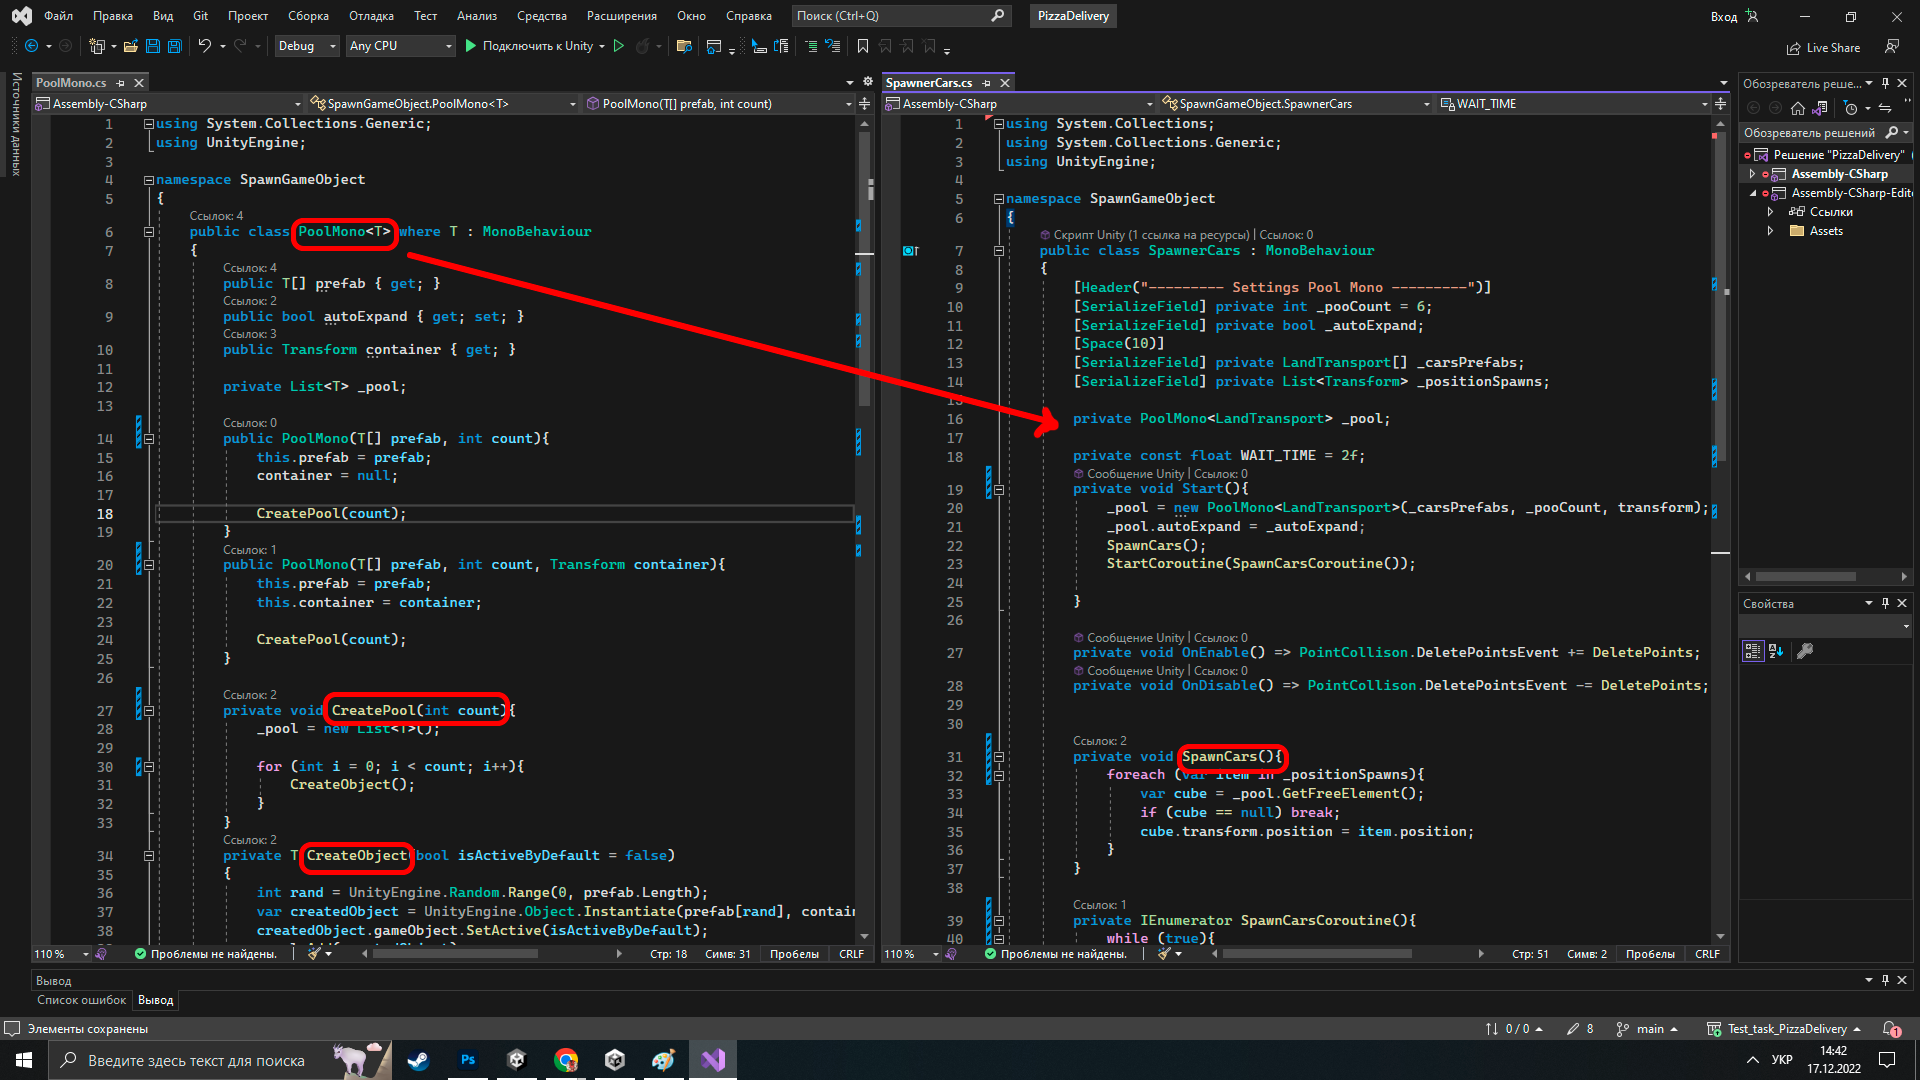 Файл Правка Вид Git Проект Сборка Отладка Тест Анализ Средства Расширения Окно Справка Поиск (Ctrl+Q) PizzaDelivery Вход
Debug Any CPU Подключить к Unity Live Share
Источники данных
PoolMono.cs
Assembly-CSharp SpawnGameObject.PoolMono<T> PoolMono(T[] prefab, int count)
1 using System.Collections.Generic;
2 using UnityEngine;
3
4 namespace SpawnGameObject
5 {
Ссылок: 4
6 public class PoolMono<T> where T : MonoBehaviour
7 {
Ссылок: 4
8 public T[] prefab { get; }
Ссылок: 2
9 public bool autoExpand { get; set; }
Ссылок: 3
10 public Transform container { get; }
11
12 private List<T> _pool;
13
Ссылок: 0
14 public PoolMono(T[] prefab, int count){
15 this.prefab = prefab;
16 container = null;
17
18 CreatePool(count);
19 }
Ссылок: 1
20 public PoolMono(T[] prefab, int count, Transform container){
21 this.prefab = prefab;
22 this.container = container;
23
24 CreatePool(count);
25 }
26
Ссылок: 2
27 private void CreatePool(int count){
28 _pool = new List<T>();
29
30 for (int i = 0; i < count; i++){
31 CreateObject();
32 }
33 }
Ссылок: 2
34 private T CreateObject(bool isActiveByDefault = false)
35 {
36 int rand = UnityEngine.Random.Range(0, prefab.Length);
37 var createdObject = UnityEngine.Object.Instantiate(prefab[rand], contain
38 createdObject.gameObject.SetActive(isActiveByDefault);
110 % Проблемы не найдены. Стр: 18 Симв: 31 Пробелы CRLF
SpawnerCars.cs
Assembly-CSharp SpawnGameObject.SpawnerCars WAIT_TIME
1 using System.Collections;
2 using System.Collections.Generic;
3 using UnityEngine;
4
5 namespace SpawnGameObject
6 {
Скрипт Unity (1 ссылка на ресурсы) | Ссылок: 0
7 public class SpawnerCars : MonoBehaviour
8 {
9 [Header("--------- Settings Pool Mono ---------")]
10 [SerializeField] private int _pooCount = 6;
11 [SerializeField] private bool _autoExpand;
12 [Space(10)]
13 [SerializeField] private LandTransport[] _carsPrefabs;
14 [SerializeField] private List<Transform> _positionSpawns;
15
16 private PoolMono<LandTransport> _pool;
17
18 private const float WAIT_TIME = 2f;
Сообщение Unity | Ссылок: 0
19 private void Start(){
20 _pool = new PoolMono<LandTransport>(_carsPrefabs, _pooCount, transform);
21 _pool.autoExpand = _autoExpand;
22 SpawnCars();
23 StartCoroutine(SpawnCarsCoroutine());
24
25 }
26
Сообщение Unity | Ссылок: 0
27 private void OnEnable() => PointCollison.DeletePointsEvent += DeletePoints;
Сообщение Unity | Ссылок: 0
28 private void OnDisable() => PointCollison.DeletePointsEvent -= DeletePoints;
29
30
Ссылок: 2
31 private void SpawnCars(){
32 foreach (var item in _positionSpawns){
33 var cube = _pool.GetFreeElement();
34 if (cube == null) break;
35 cube.transform.position = item.position;
36 }
37 }
38
Ссылок: 1
39 private IEnumerator SpawnCarsCoroutine(){
40 while (true){
110 % Проблемы не найдены. Стр: 51 Симв: 2 Пробелы CRLF
Обозреватель реше...
Обозреватель решений
Решение "PizzaDelivery"
Assembly-CSharp
Assembly-CSharp-Edit
Ссылки
Assets
Свойства
Вывод
Список ошибок Вывод
Элементы сохранены 0 / 0 8 main Test_task_PizzaDelivery 1
Введите здесь текст для поиска Ps УКР 14:42
17.12.2022